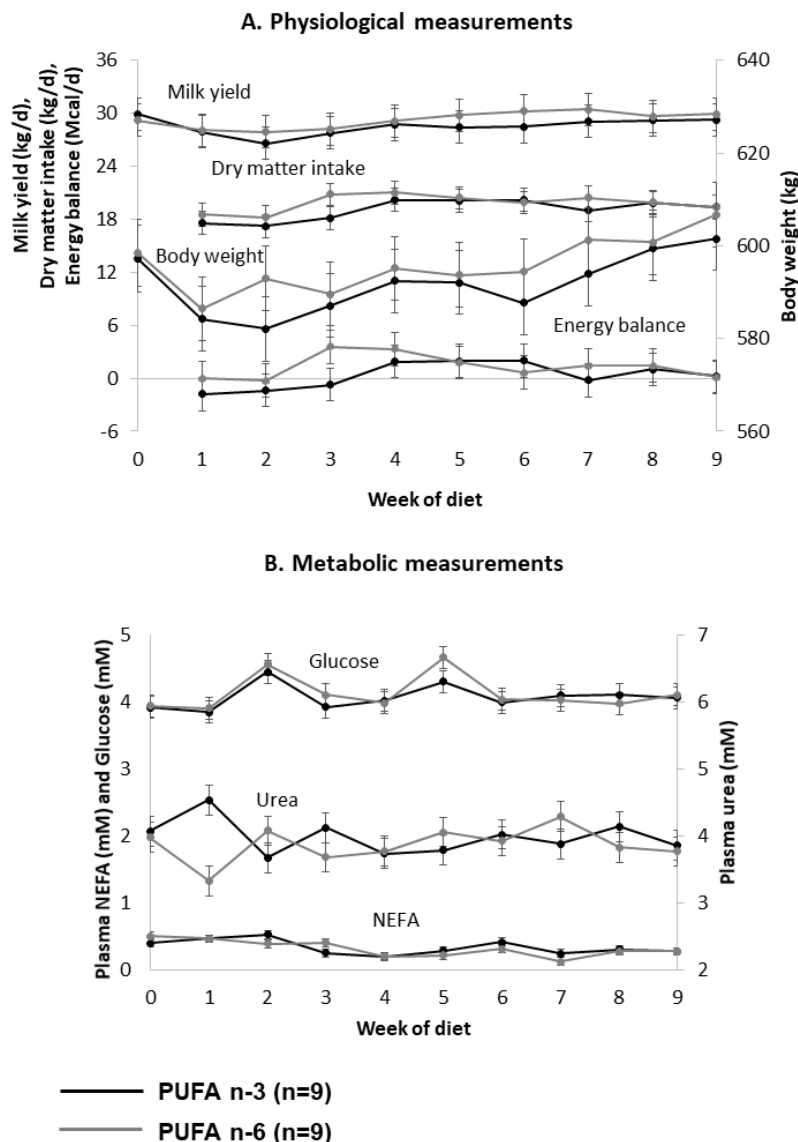 A. Physiological measurements
Milk yield (kg/d),
Dry matter intake (kg/d),
Energy balance (Mcal/d)
36
30
24
18
12
6
0
-6
Milk yield
Dry matter intake
Body weight
Energy balance
640
620
600
580
560
Body weight (kg)
0 1 2 3 4 5 6 7 8 9
Week of diet
B. Metabolic measurements
Plasma NEFA (mM) and Glucose (mM)
5
4
3
2
1
0
Glucose
Urea
NEFA
7
6
5
4
3
2
Plasma urea (mM)
0 1 2 3 4 5 6 7 8 9
Week of diet
PUFA n-3 (n=9)
PUFA n-6 (n=9)